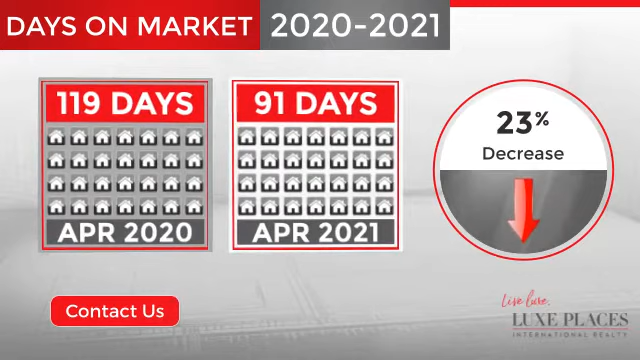 DAYS ON MARKET 2020-2021
119 DAYS
APR 2020
91 DAYS
APR 2021
23%
Decrease
Contact Us
Live luxe.
LUXE PLACES
INTERNATIONAL REALTY